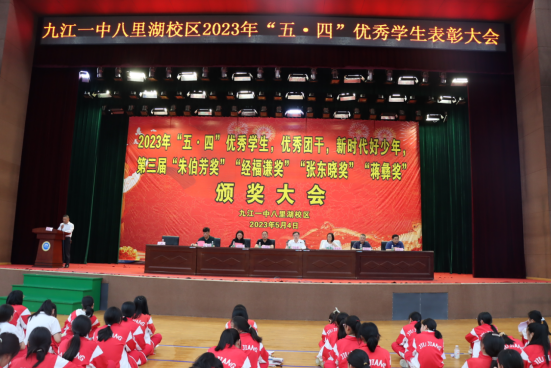 九江一中八里湖校区2023年“五·四”优秀学生表彰大会
2023年“五·四”优秀学生，优秀团干，新时代好少年，
第三届“朱伯芳奖”“经福谦奖”“张东晓奖”“蒋彝奖”
颁奖大会
九江一中八里湖校区
2023年5月4日
JIU JIANG